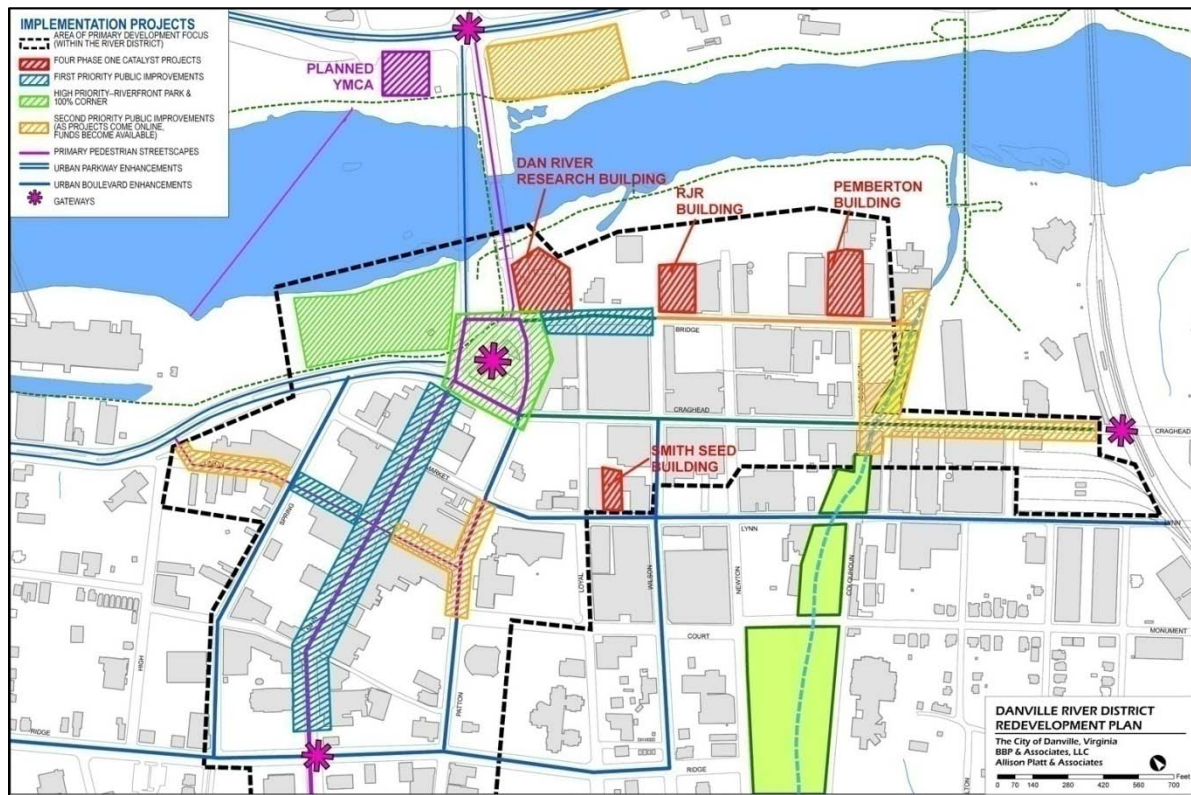 IMPLEMENTATION PROJECTS
AREA OF PRIMARY DEVELOPMENT FOCUS
(WITHIN THE RIVER DISTRICT)
FOUR PHASE ONE CATALYST PROJECTS
FIRST PRIORITY PUBLIC IMPROVEMENTS
HIGH PRIORITY–RIVERFRONT PARK &
100% CORNER
SECOND PRIORITY PUBLIC IMPROVEMENTS
(AS PROJECTS COME ONLINE,
FUNDS BECOME AVAILABLE)
PRIMARY PEDESTRIAN STREETSCAPES
URBAN PARKWAY ENHANCEMENTS
URBAN BOULEVARD ENHANCEMENTS
GATEWAYS
PLANNED
YMCA
DAN RIVER
RESEARCH BUILDING
RJR
BUILDING
PEMBERTON
BUILDING
BRIDGE
CRAGHEAD
CRAGHEAD
SMITH SEED
BUILDING
MARKET
SPRING
LYNN
LYNN
LOYAL
WILSON
NEWTON
COLQUHOUN
COURT
MONUMENT
HIGH
PATTON
RIDGE
RIDGE
DANVILLE RIVER DISTRICT
REDEVELOPMENT PLAN
The City of Danville, Virginia
BBP & Associates, LLC
Allison Platt & Associates
0 70 140 280 420 560 700 Feet